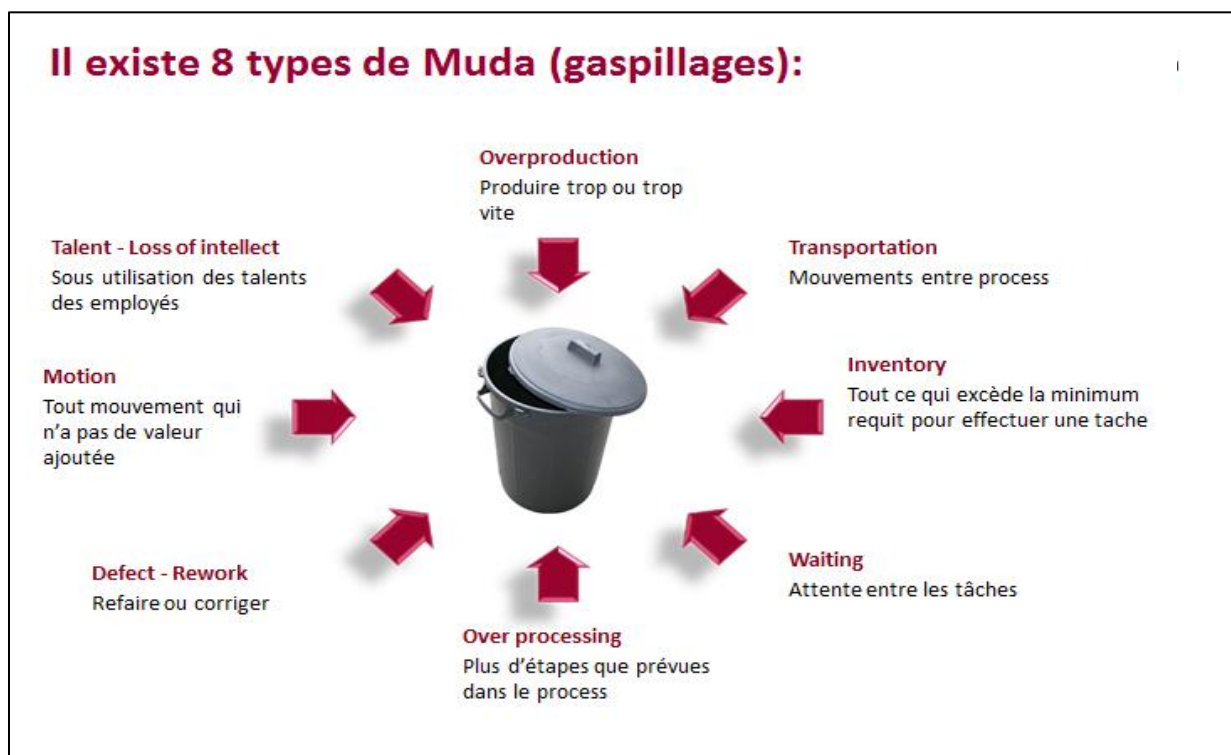 Il existe 8 types de Muda (gaspillages):
Overproduction
Produire trop ou trop
vite
Talent - Loss of intellect
Sous utilisation des talents
des employés
Transportation
Mouvements entre process
Motion
Tout mouvement qui
n'a pas de valeur
ajoutée
Inventory
Tout ce qui excède la minimum
requit pour effectuer une tache
Defect - Rework
Refaire ou corriger
Waiting
Attente entre les tâches
Over processing
Plus d'étapes que prévues
dans le process